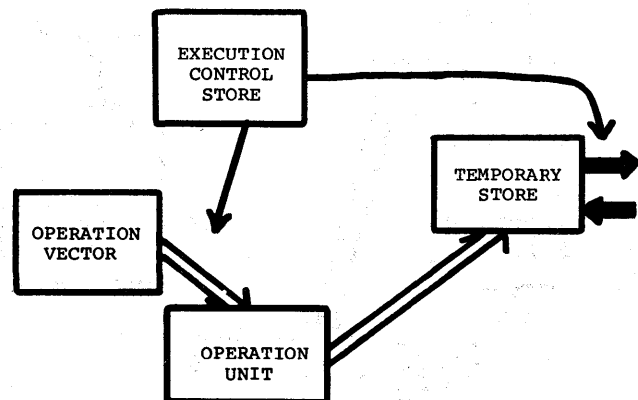 EXECUTION
CONTROL
STORE
TEMPORARY
STORE
OPERATION
VECTOR
OPERATION
UNIT